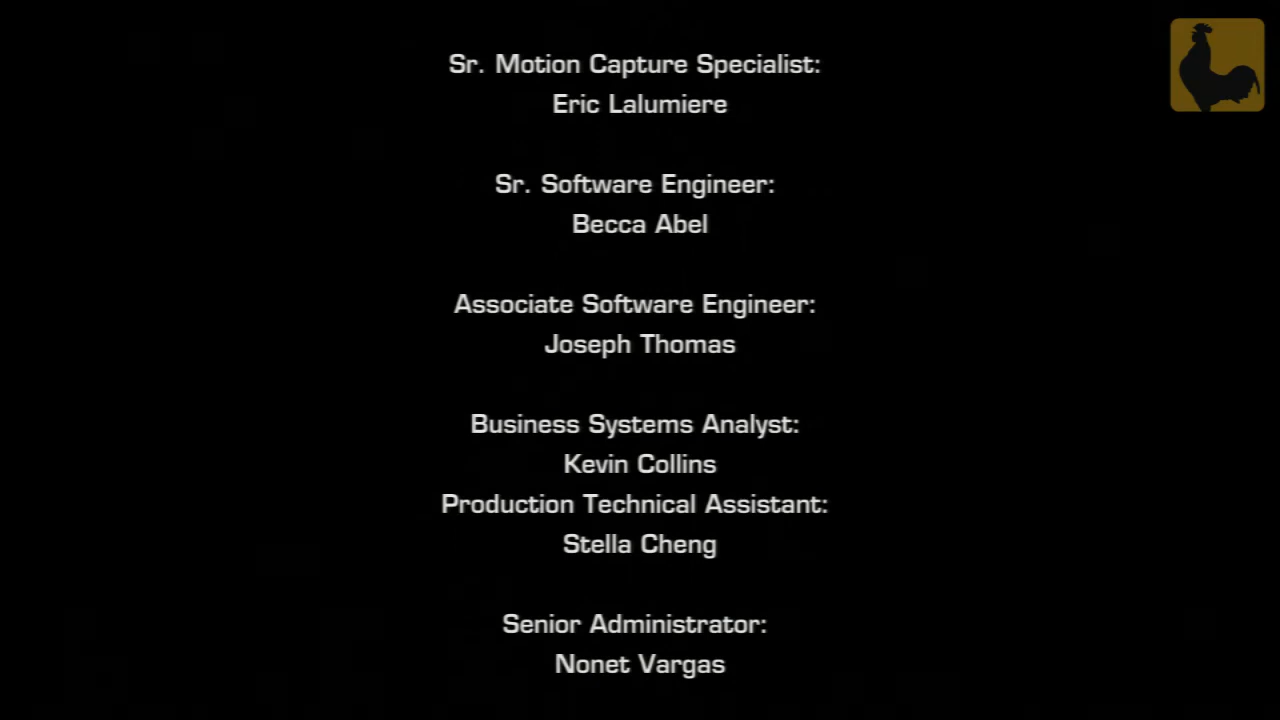 Sr. Motion Capture Specialist:
Eric Lalumiere
Sr. Software Engineer:
Becca Abel
Associate Software Engineer:
Joseph Thomas
Business Systems Analyst:
Kevin Collins
Production Technical Assistant:
Stella Cheng
Senior Administrator:
Nonet Vargas